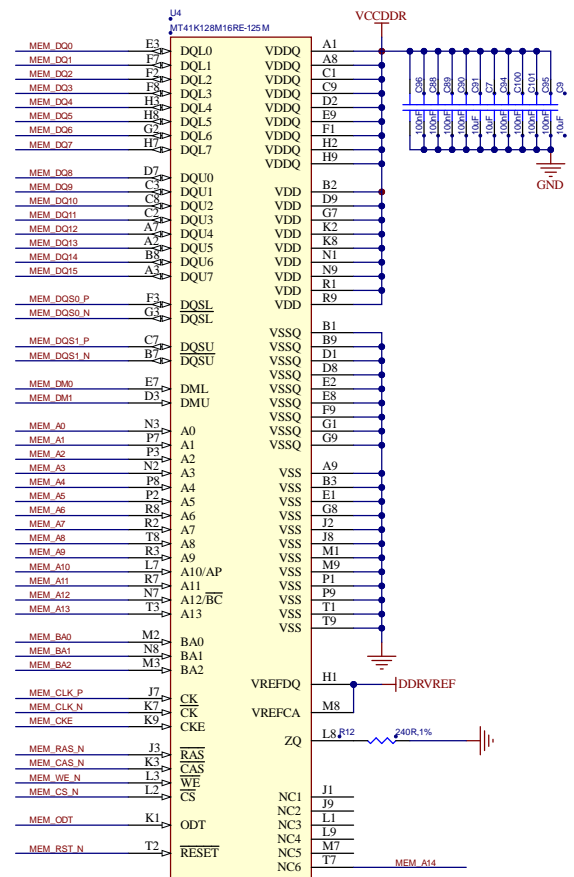 U4
MT41K128M16RE-125 M
VCCDDR
MEM_DQ0 E3 DQL0 VDDQ A1
MEM_DQ1 F7 DQL1 VDDQ A8
MEM_DQ2 F2 DQL2 VDDQ C1
MEM_DQ3 F8 DQL3 VDDQ C9
MEM_DQ4 H3 DQL4 VDDQ D2
MEM_DQ5 H8 DQL5 VDDQ E9
MEM_DQ6 G2 DQL6 VDDQ F1
MEM_DQ7 H7 DQL7 VDDQ H2
VDDQ H9
C96 C88 C89 C90 C91 C7 C94 C100 C101 C95 C9
100nF 100nF 100nF 100nF 10uF 10uF 100nF 100nF 100nF 100nF 10uF
GND
MEM_DQ8 D7 DQU0
MEM_DQ9 C3 DQU1 VDD B2
MEM_DQ10 C8 DQU2 VDD D9
MEM_DQ11 C2 DQU3 VDD G7
MEM_DQ12 A7 DQU4 VDD K2
MEM_DQ13 A2 DQU5 VDD K8
MEM_DQ14 B8 DQU6 VDD N1
MEM_DQ15 A3 DQU7 VDD N9
VDD R1
MEM_DQS0_P F3 DQSL VDD R9
MEM_DQS0_N G3 DQSL
VSSQ B1
MEM_DQS1_P C7 DQSU VSSQ B9
MEM_DQS1_N B7 DQSU VSSQ D1
VSSQ D8
MEM_DM0 E7 DML VSSQ E2
MEM_DM1 D3 DMU VSSQ E8
VSSQ F9
MEM_A0 N3 A0 VSSQ G1
MEM_A1 P7 A1 VSSQ G9
MEM_A2 P3 A2
MEM_A3 N2 A3 VSS A9
MEM_A4 P8 A4 VSS B3
MEM_A5 P2 A5 VSS E1
MEM_A6 R8 A6 VSS G8
MEM_A7 R2 A7 VSS J2
MEM_A8 T8 A8 VSS J8
MEM_A9 R3 A9 VSS M1
MEM_A10 L7 A10/AP VSS M9
MEM_A11 R7 A11 VSS P1
MEM_A12 N7 A12/BC VSS P9
MEM_A13 T3 A13 VSS T1
VSS T9
MEM_BA0 M2 BA0
MEM_BA1 N8 BA1
MEM_BA2 M3 BA2
VREFDQ H1 DDRVREF
MEM_CLK_P J7 CK
MEM_CLK_N K7 CK VREFCA M8
MEM_CKE K9 CKE
ZQ L8 R12 240R,1%
MEM_RAS_N J3 RAS
MEM_CAS_N K3 CAS
MEM_WE_N L3 WE
MEM_CS_N L2 CS NC1 J1
NC2 J9
MEM_ODT K1 ODT NC3 L1
NC4 L9
MEM_RST_N T2 RESET NC5 M7
NC6 T7 MEM_A14